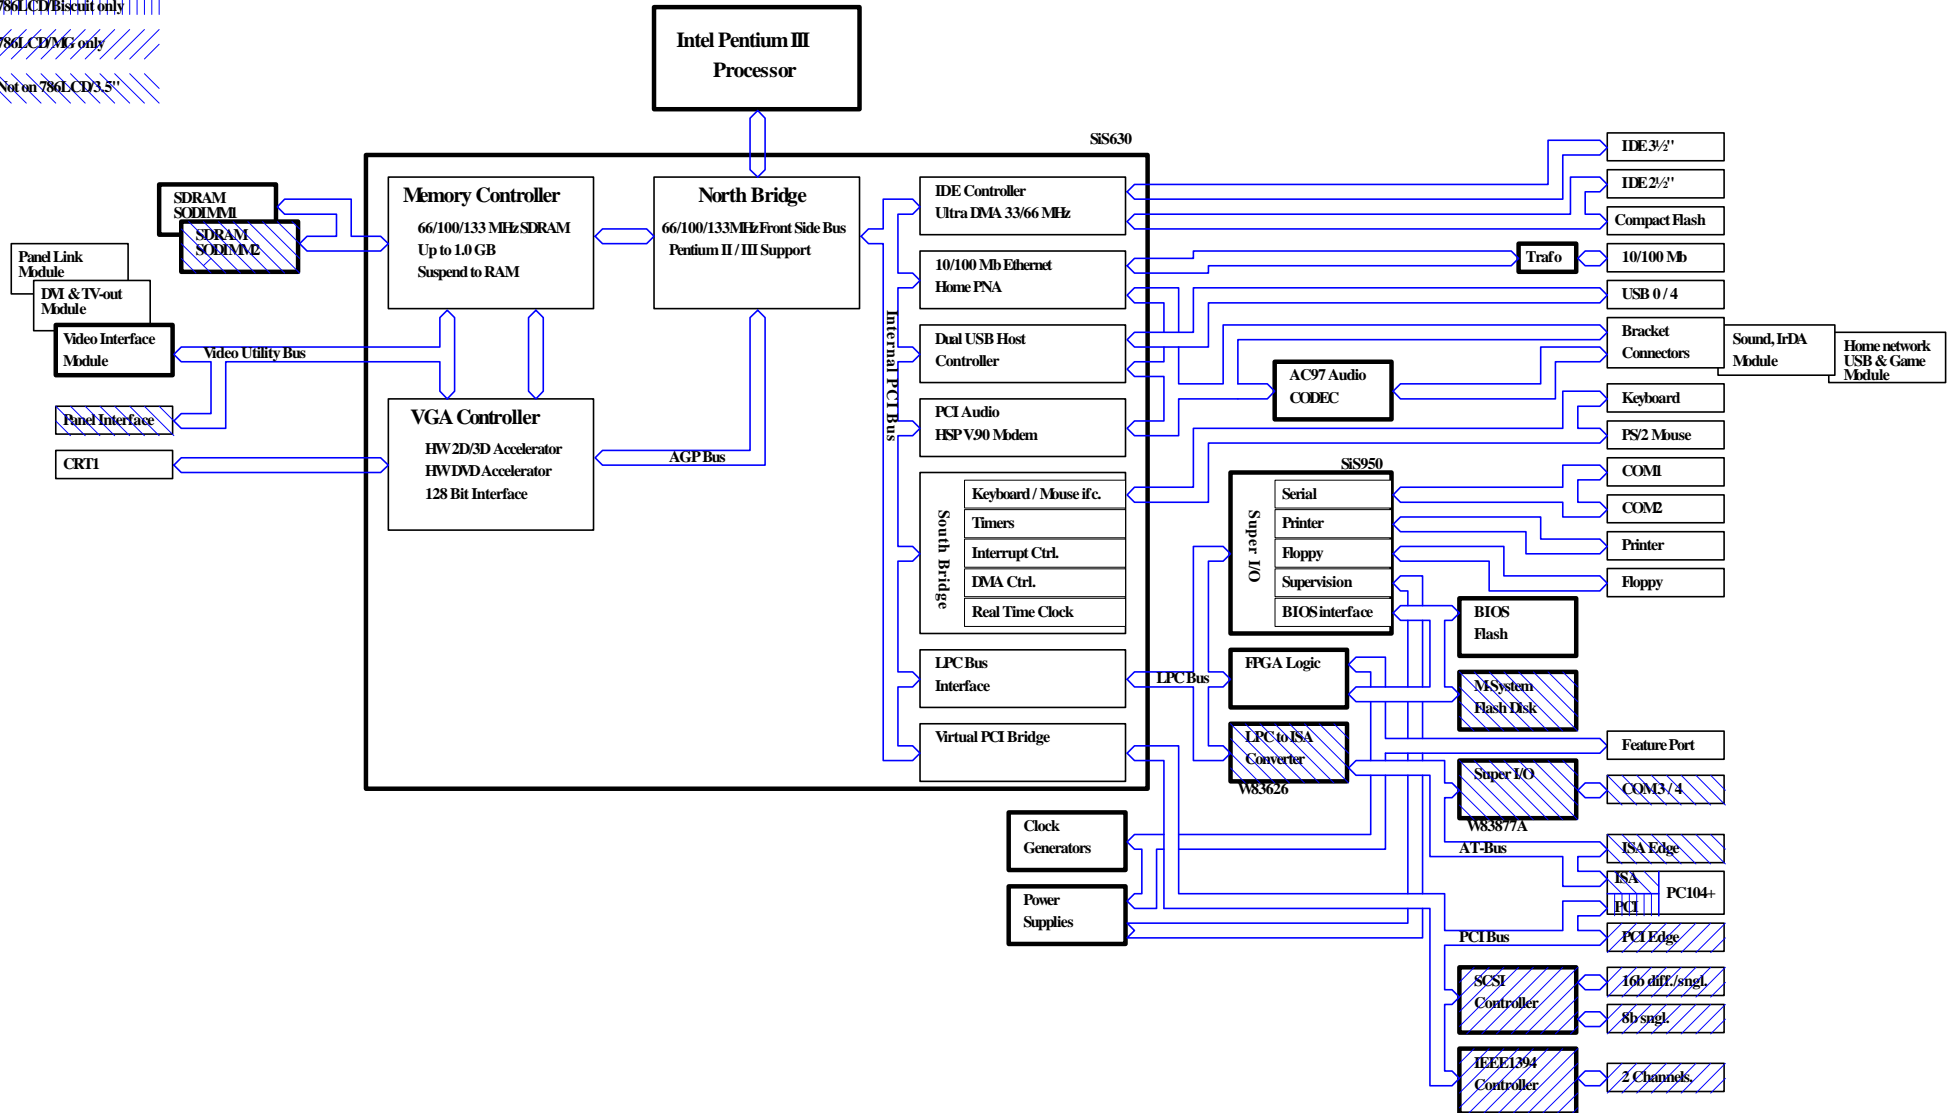 786LCD/Biscuit only
786LCD/MG only
Not on 786LCD/3.5"
Intel Pentium III
Processor
SiS630
SDRAM
SODIMM1
SDRAM
SODIMM2
Panel Link
Module
DVI & TV-out
Module
Video Interface
Module
Video Utility Bus
Panel Interface
CRT1
Memory Controller
66/100/133 MHz SDRAM
Up to 1.0 GB
Suspend to RAM
North Bridge
66/100/133MHz Front Side Bus
Pentium II / III Support
VGA Controller
HW 2D/3D Accelerator
HW DVD Accelerator
128 Bit Interface
AGP Bus
Internal PCI Bus
IDE Controller
Ultra DMA 33/66 MHz
10/100 Mb Ethernet
Home PNA
Dual USB Host
Controller
PCI Audio
HSP V.90 Modem
South Bridge
Keyboard / Mouse ifc.
Timers
Interrupt Ctrl.
DMA Ctrl.
Real Time Clock
LPC Bus
Interface
Virtual PCI Bridge
LPC Bus
Clock
Generators
Power
Supplies
Trafo
AC97 Audio
CODEC
SiS950
Super I/O
Serial
Printer
Floppy
Supervision
BIOS interface
FPGA Logic
LPC to ISA
Converter
W83626
BIOS
Flash
M-System
Flash Disk
Super I/O
W83877A
AT-Bus
PCI Bus
SCSI
Controller
IEEE1394
Controller
IDE 3½"
IDE 2½"
Compact Flash
10/100 Mb
USB 0 / 4
Bracket
Connectors
Sound, IrDA
Module
Home network
USB & Game
Module
Keyboard
PS/2 Mouse
COM1
COM2
Printer
Floppy
Feature Port
COM3 / 4
ISA Edge
ISA
PCI
PC104+
PCI Edge
16b diff./sngl.
8b sngl.
2 Channels.